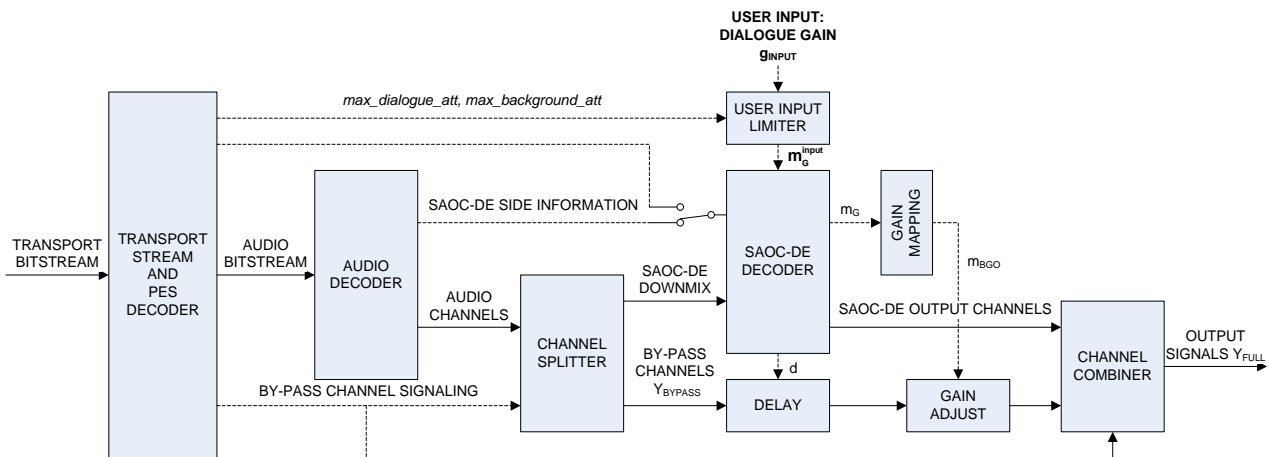 USER INPUT:
DIALOGUE GAIN
gINPUT
max_dialogue_att, max_background_att
USER INPUT
LIMITER
mGinput
SAOC-DE SIDE INFORMATION
mG
GAIN
MAPPING
TRANSPORT
BITSTREAM
TRANSPORT
STREAM
AND
PES
DECODER
AUDIO
BITSTREAM
AUDIO
DECODER
SAOC-DE
DECODER
SAOC-DE
DOWNMIX
mBGO
AUDIO
CHANNELS
SAOC-DE OUTPUT CHANNELS
CHANNEL
SPLITTER
BY-PASS
CHANNELS
YBYPASS
d
CHANNEL
COMBINER
OUTPUT
SIGNALS YFULL
BY-PASS CHANNEL SIGNALING
DELAY
GAIN
ADJUST